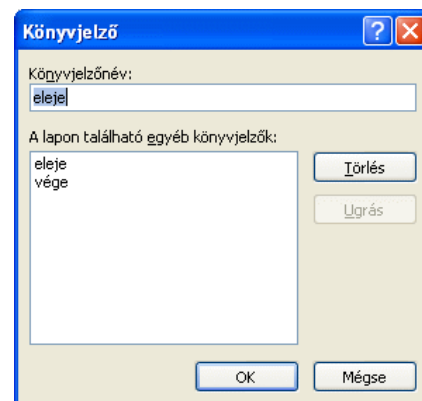 Könyvjelző
Könyvjelzőnév:
eleje
A lapon található egyéb könyvjelzők:
eleje
vége
Törlés
Ugrás
OK
Mégse